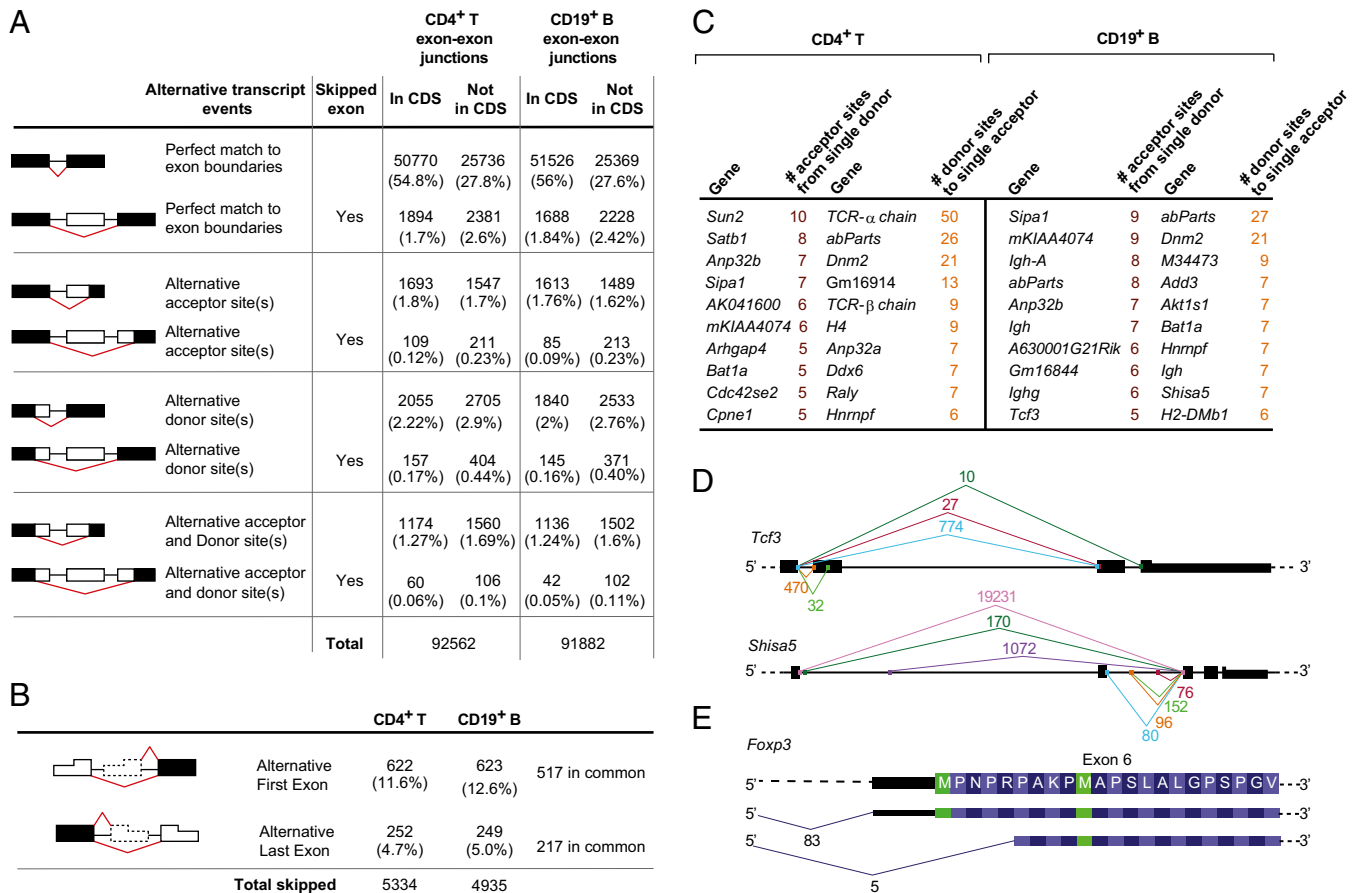 A
CD4+ T exon-exon junctions
CD19+ B exon-exon junctions
Alternative transcript events
Skipped exon
In CDS
Not in CDS
In CDS
Not in CDS
Perfect match to exon boundaries
50770 25736 51526 25369
(54.8%) (27.8%) (56%) (27.6%)
Perfect match to exon boundaries
Yes
1894 2381 1688 2228
(1.7%) (2.6%) (1.84%) (2.42%)
Alternative acceptor site(s)
1693 1547 1613 1489
(1.8%) (1.7%) (1.76%) (1.62%)
Alternative acceptor site(s)
Yes
109 211 85 213
(0.12%) (0.23%) (0.09%) (0.23%)
Alternative donor site(s)
2055 2705 1840 2533
(2.22%) (2.9%) (2%) (2.76%)
Alternative donor site(s)
Yes
157 404 145 371
(0.17%) (0.44%) (0.16%) (0.40%)
Alternative acceptor and Donor site(s)
1174 1560 1136 1502
(1.27%) (1.69%) (1.24%) (1.6%)
Alternative acceptor and donor site(s)
Yes
60 106 42 102
(0.06%) (0.1%) (0.05%) (0.11%)
Total 92562 91882
B
CD4+ T CD19+ B
Alternative First Exon
622 623
(11.6%) (12.6%)
517 in common
Alternative Last Exon
252 249
(4.7%) (5.0%)
217 in common
Total skipped 5334 4935
C
CD4+ T CD19+ B
Gene
# acceptor sites from single donor
Gene
# donor sites to single acceptor
Gene
# acceptor sites from single donor
Gene
# donor sites to single acceptor
Sun2 10 TCR-α chain 50 Sipa1 9 abParts 27
Satb1 8 abParts 26 mKIAA4074 9 Dnm2 21
Anp32b 7 Dnm2 21 Igh-A 8 M34473 9
Sipa1 7 Gm16914 13 abParts 8 Add3 7
AK041600 6 TCR-β chain 9 Anp32b 7 Akt1s1 7
mKIAA4074 6 H4 9 Igh 7 Bat1a 7
Arhgap4 5 Anp32a 7 A630001G21Rik 6 Hnrnpf 7
Bat1a 5 Ddx6 7 Gm16844 6 Igh 7
Cdc42se2 5 Raly 7 Ighg 6 Shisa5 7
Cpne1 5 Hnrnpf 6 Tcf3 5 H2-DMb1 6
D
10
27
774
Tcf3
5' 3'
470
32
19231
170
1072
Shisa5
5' 3'
76
152
96
80
E
Foxp3
Exon 6
5' MPNPRPAKPMAPSLALGPSPGV 3'
5' 3'
83
5' 3'
5